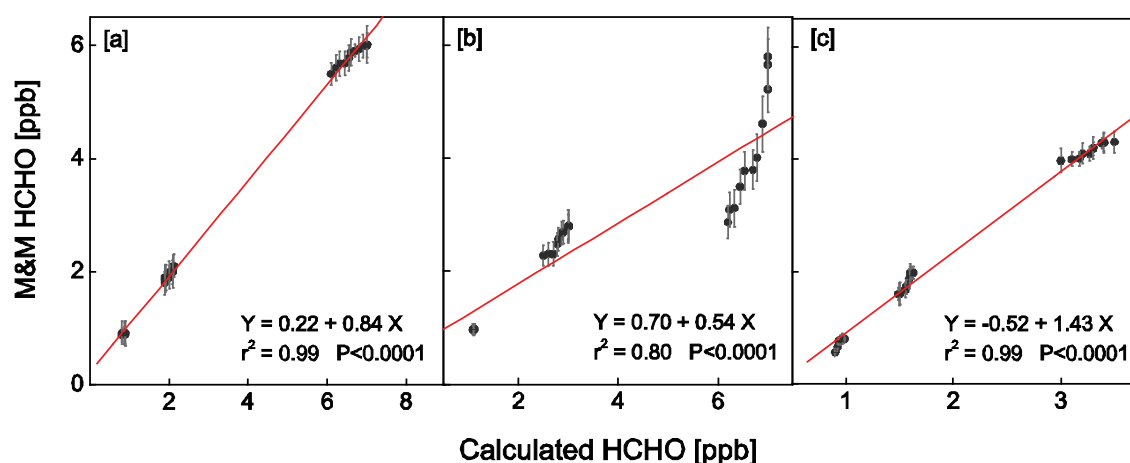 [a]
[b]
[c]
M&M HCHO [ppb]
6
4
2
0
Y = 0.22 + 0.84 X
r² = 0.99 P<0.0001
Y = 0.70 + 0.54 X
r² = 0.80 P<0.0001
Y = -0.52 + 1.43 X
r² = 0.99 P<0.0001
2 4 6 8
2 4 6
1 2 3
Calculated HCHO [ppb]